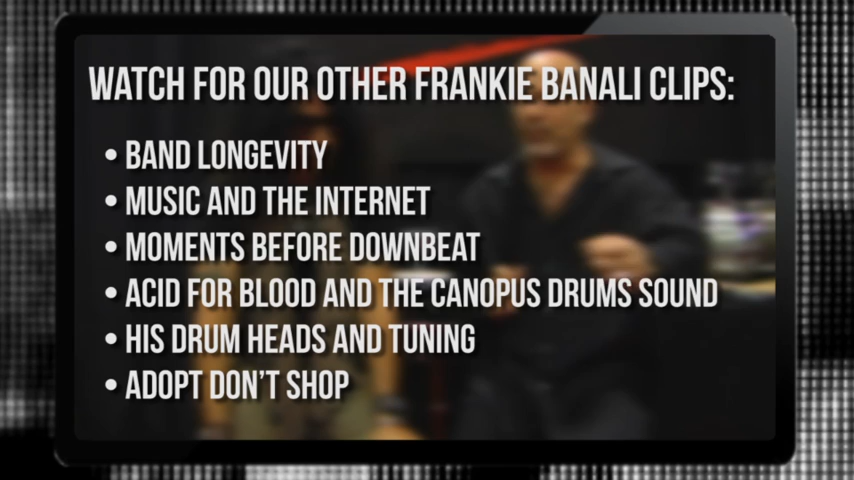 WATCH FOR OUR OTHER FRANKIE BANALI CLIPS:
• BAND LONGEVITY
• MUSIC AND THE INTERNET
• MOMENTS BEFORE DOWNBEAT
• ACID FOR BLOOD AND THE CANOPUS DRUMS SOUND
• HIS DRUM HEADS AND TUNING
• ADOPT DON'T SHOP